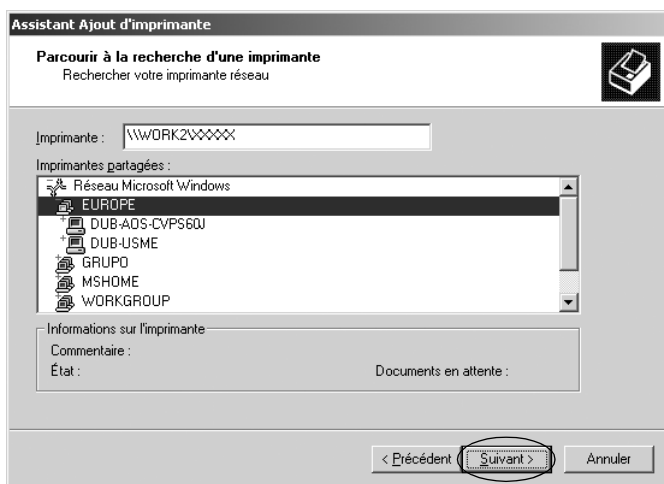 Assistant Ajout d'imprimante
Parcourir à la recherche d'une imprimante
Rechercher votre imprimante réseau
Imprimante : \\WORK2\XXXXX
Imprimantes partagées :
Réseau Microsoft Windows
EUROPE
DUB-AOS-CVPS60J
DUB-USME
GRUPO
MSHOME
WORKGROUP
Informations sur l'imprimante
Commentaire :
État : Documents en attente :
< Précédent Suivant > Annuler